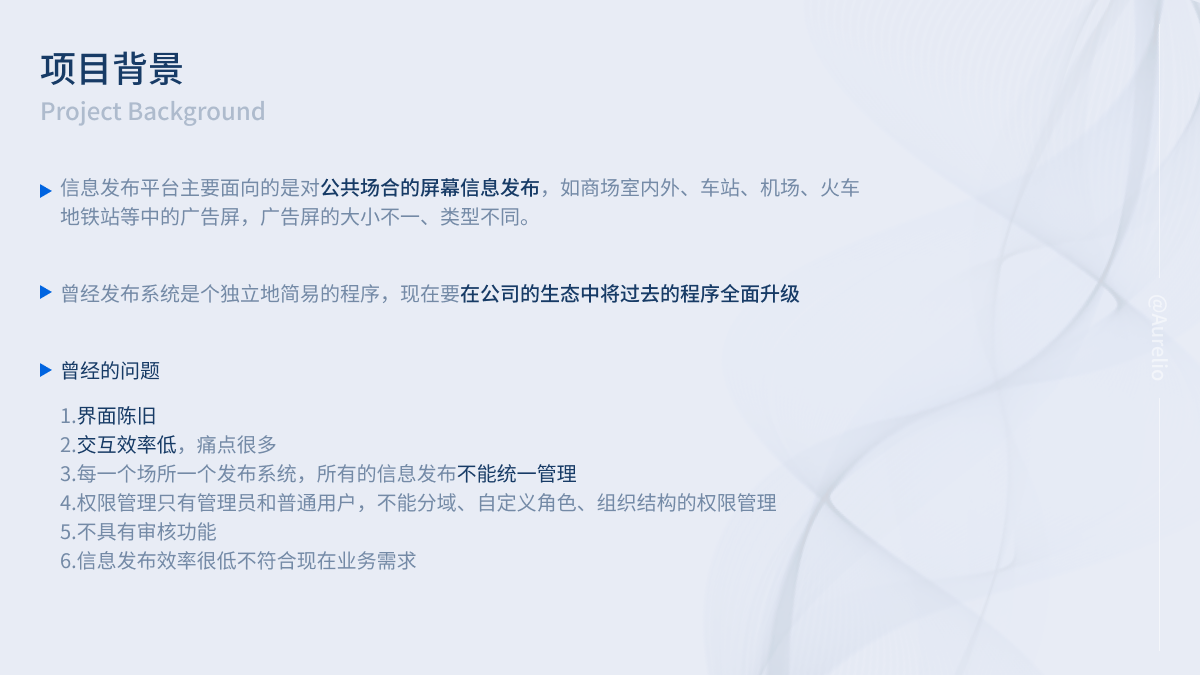 项目背景
Project Background
信息发布平台主要面向的是对公共场合的屏幕信息发布，如商场室内外、车站、机场、火车
地铁站等中的广告屏，广告屏的大小不一、类型不同。
曾经发布系统是个独立地简易的程序，现在要在公司的生态中将过去的程序全面升级
曾经的问题
1.界面陈旧
2.交互效率低，痛点很多
3.每一个场所一个发布系统，所有的信息发布不能统一管理
4.权限管理只有管理员和普通用户，不能分域、自定义角色、组织结构的权限管理
5.不具有审核功能
6.信息发布效率很低不符合现在业务需求
@Aurelio